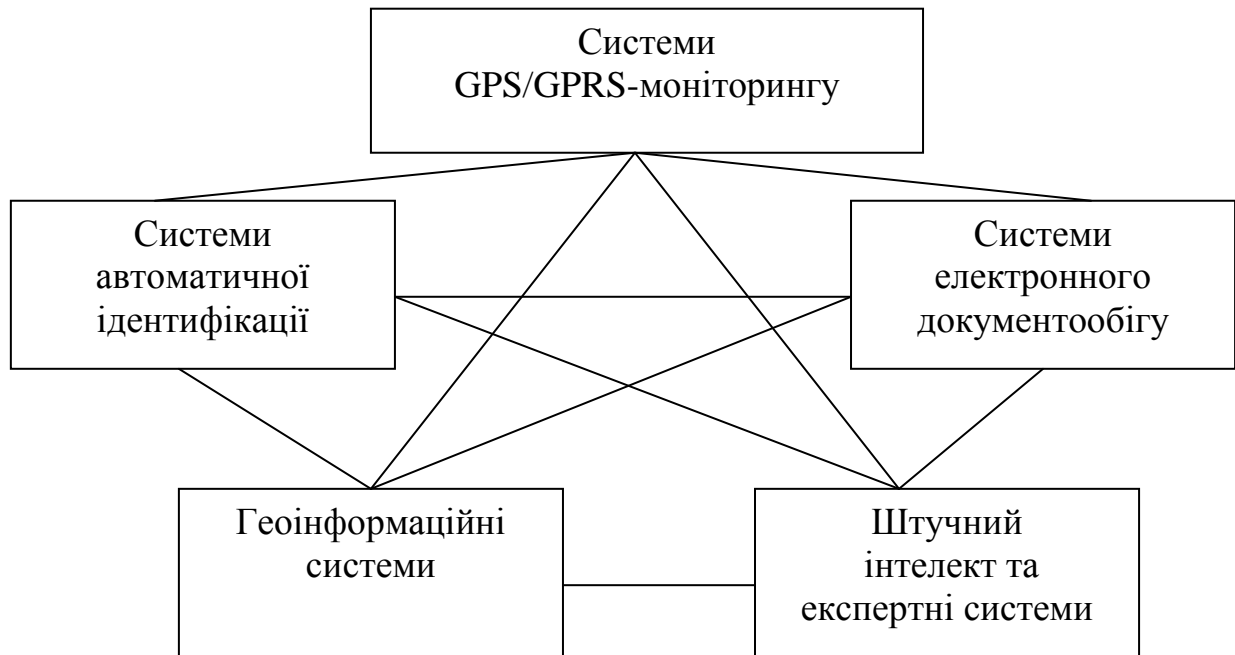 Системи
GPS/GPRS-моніторингу
Системи
автоматичної
ідентифікації
Системи
електронного
документообігу
Геоінформаційні
системи
Штучний
інтелект та
експертні системи